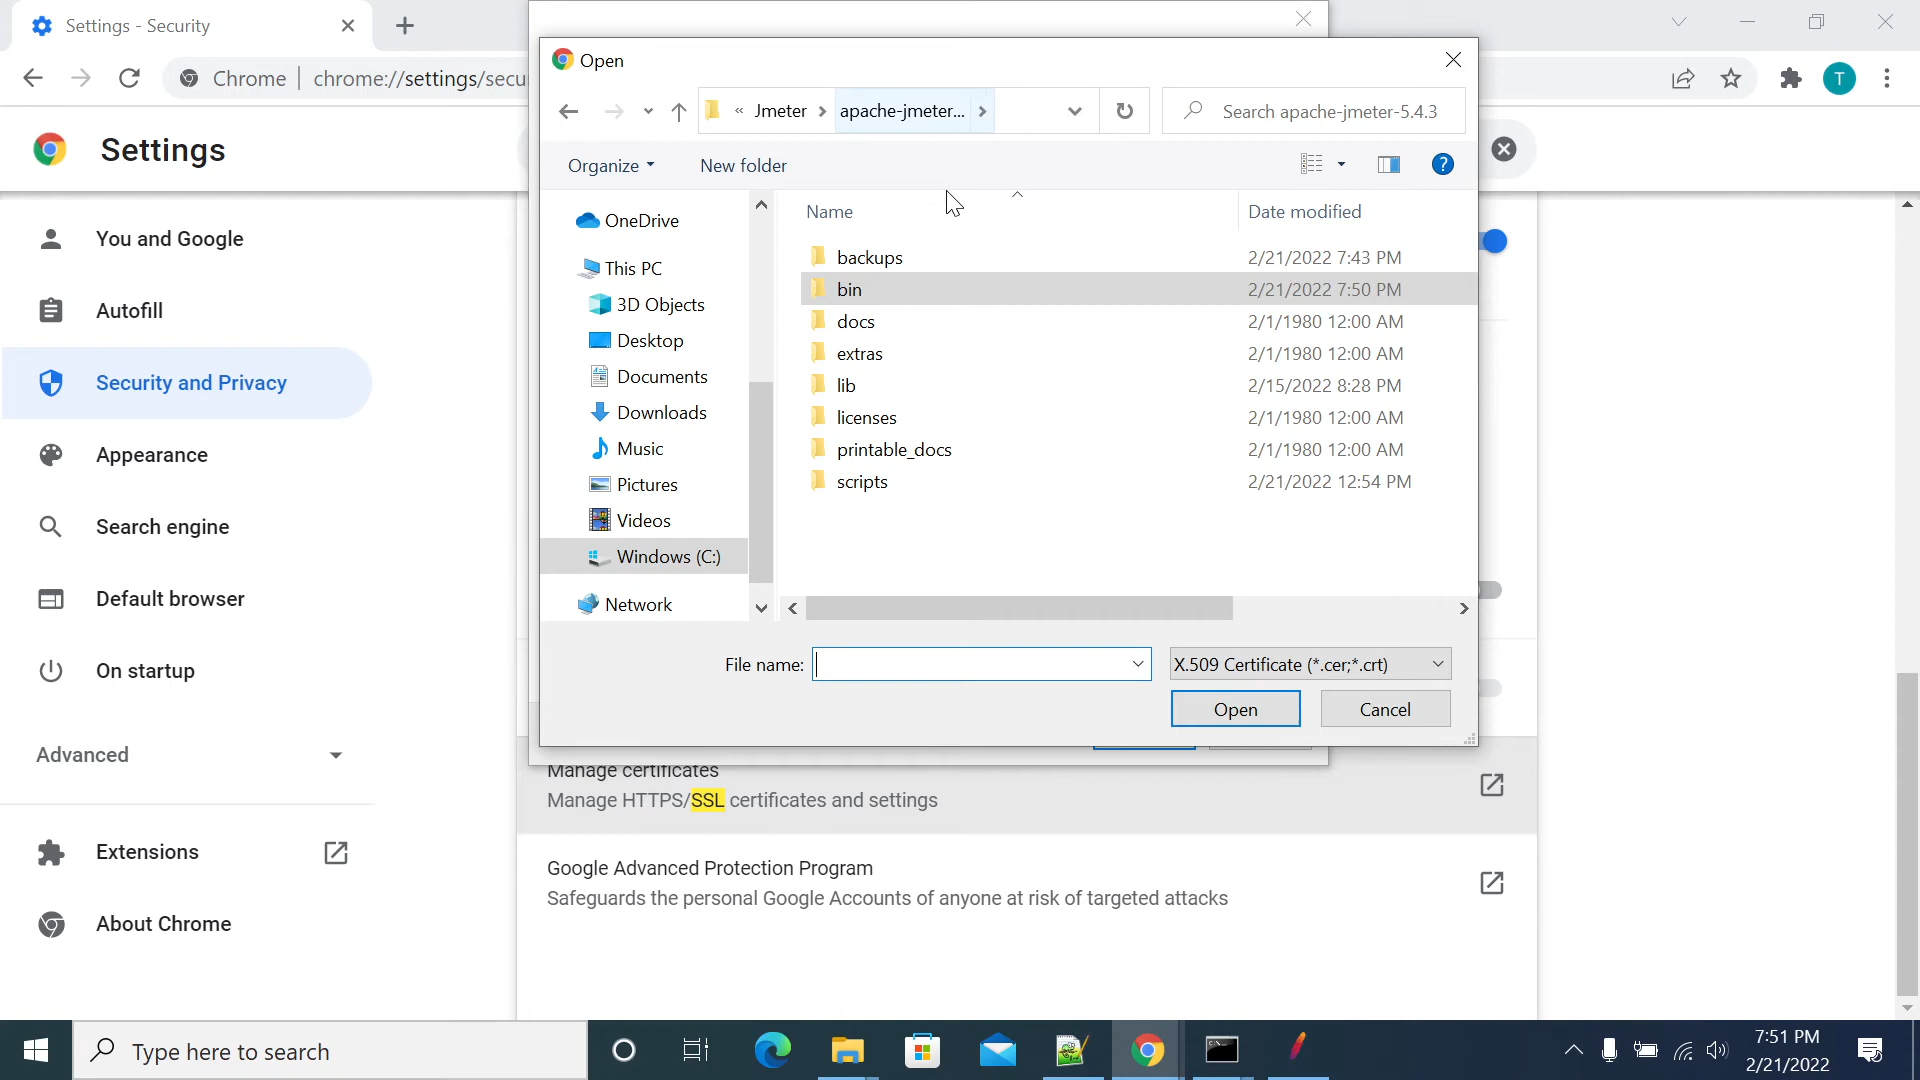 Settings - Security
Chrome
chrome://settings/secu
Settings
You and Google
Autofill
Security and Privacy
Appearance
Search engine
Default browser
On startup
Advanced
Extensions
About Chrome
Open
« Jmeter > apache-jmeter... >
Search apache-jmeter-5.4.3
Organize
New folder
OneDrive
This PC
3D Objects
Desktop
Documents
Downloads
Music
Pictures
Videos
Windows (C:)
Network
Name
Date modified
backups 2/21/2022 7:43 PM
bin 2/21/2022 7:50 PM
docs 2/1/1980 12:00 AM
extras 2/1/1980 12:00 AM
lib 2/15/2022 8:28 PM
licenses 2/1/1980 12:00 AM
printable_docs 2/1/1980 12:00 AM
scripts 2/21/2022 12:54 PM
File name:
X.509 Certificate (*.cer;*.crt)
Open
Cancel
Manage certificates
Manage HTTPS/SSL certificates and settings
Google Advanced Protection Program
Safeguards the personal Google Accounts of anyone at risk of targeted attacks
T
Type here to search
7:51 PM
2/21/2022